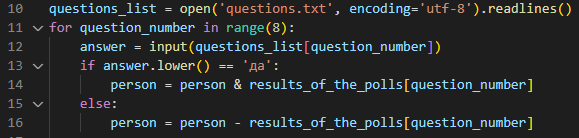 10 questions_list = open('questions.txt', encoding='utf-8').readlines()
11 for question_number in range(8):
12     answer = input(questions_list[question_number])
13     if answer.lower() == 'да':
14         person = person & results_of_the_polls[question_number]
15     else:
16         person = person - results_of_the_polls[question_number]